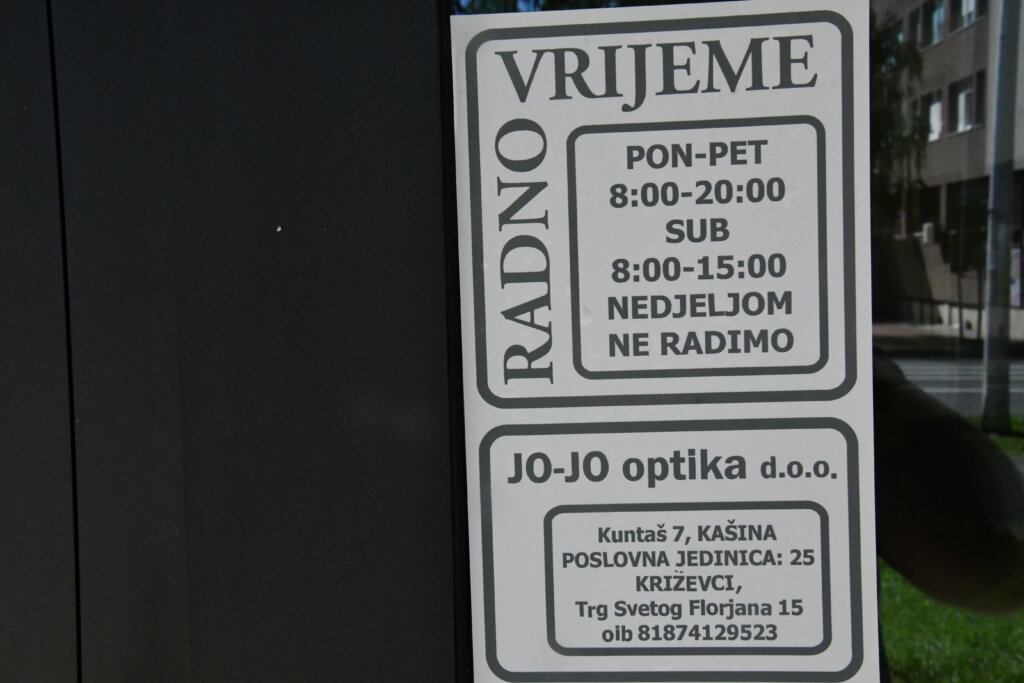 RADNO
VRIJEME
PON-PET
8:00-20:00
SUB
8:00-15:00
NEDJELJOM
NE RADIMO
JO-JO optika d.o.o.
Kuntaš 7, KAŠINA
POSLOVNA JEDINICA: 25
KRIŽEVCI,
Trg Svetog Florjana 15
oib 81874129523